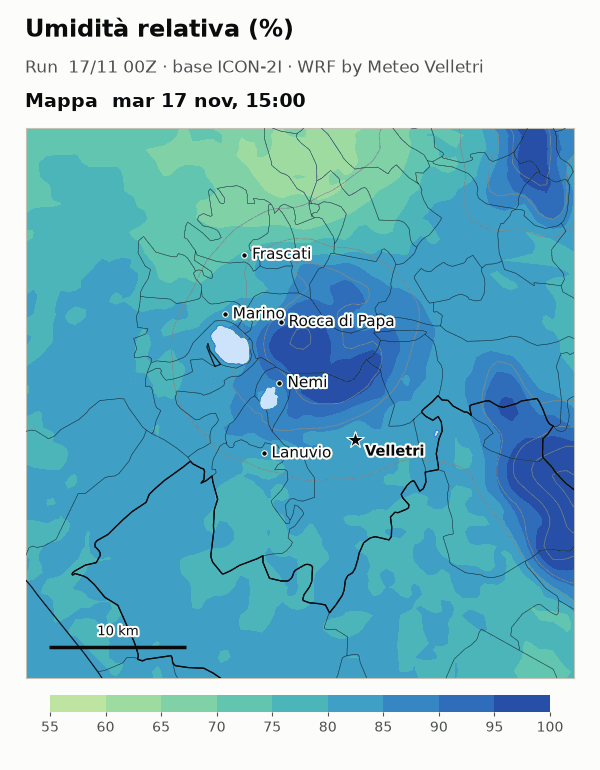 Umidità relativa (%)
Run  17/11 00Z · base ICON-2I · WRF by Meteo Velletri
Mappa  mar 17 nov, 15:00
Frascati
Marino
Rocca di Papa
Nemi
Velletri
Lanuvio
10 km
55 60 65 70 75 80 85 90 95 100